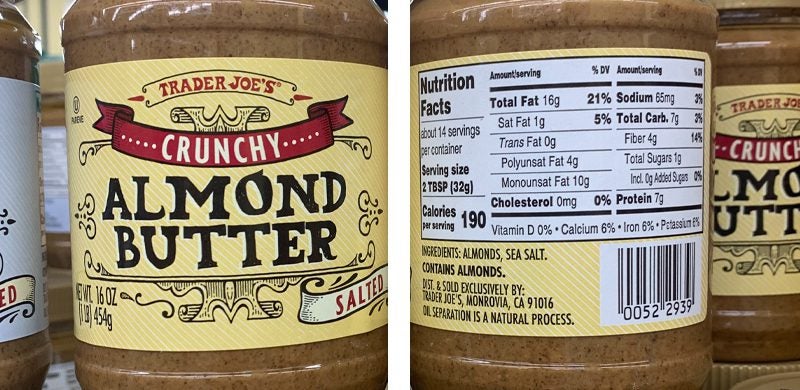 TRADER JOE'S®
U
PAREVE
CRUNCHY
ALMOND
BUTTER
NET WT. 16 OZ
(1 LB) 454g
SALTED
ED
Nutrition
Facts
about 14 servings
per container
Serving size
2 TBSP (32g)
Calories 190
per serving
Amount/serving % DV
Total Fat 16g 21%
Sat Fat 1g 5%
Trans Fat 0g
Polyunsat Fat 4g
Monounsat Fat 10g
Cholesterol 0mg 0%
Amount/serving % DV
Sodium 65mg 3%
Total Carb. 7g 3%
Fiber 4g 14%
Total Sugars 1g
Incl. 0g Added Sugars 0%
Protein 7g
Vitamin D 0% • Calcium 6% • Iron 6% • Potassium 6%
INGREDIENTS: ALMONDS, SEA SALT.
CONTAINS ALMONDS.
DIST. & SOLD EXCLUSIVELY BY:
TRADER JOE'S, MONROVIA, CA 91016
OIL SEPARATION IS A NATURAL PROCESS.
0052 2939
TRADER JOE
CRUNCH
LMO
UTT